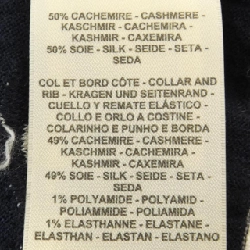 50% CACHEMIRE - CASHMERE -
KASCHMIR - CACHEMIRA -
KASHMIR - CAXEMIRA
50% SOIE - SILK - SEIDE - SETA -
SEDA
COL ET BORD CÔTE - COLLAR AND
RIB - KRAGEN UND SEITENRAND -
CUELLO Y REMATE ELÁSTICO -
COLLO E ORLO A COSTINE -
COLARINHO E PUNHO E BORDA
49% CACHEMIRE - CASHMERE -
KASCHMIR - CACHEMIRA -
KASHMIR - CAXEMIRA
49% SOIE - SILK - SEIDE - SETA -
SEDA
1% POLYAMIDE - POLYAMID -
POLIAMMIDE - POLIAMIDA
1% ELASTHANNE - ELASTANE -
ELASTHAN - ELASTAN - ELASTANO